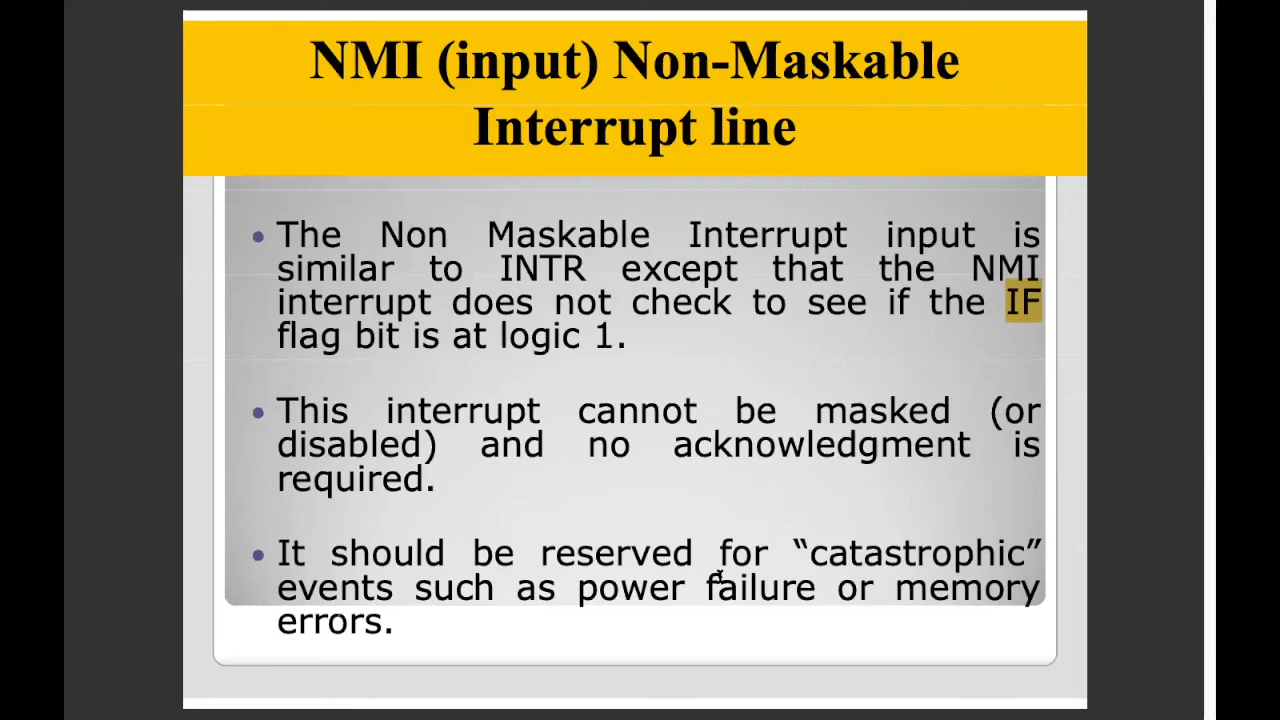 NMI (input) Non-Maskable
Interrupt line
• The Non Maskable Interrupt input is
similar to INTR except that the NMI
interrupt does not check to see if the IF
flag bit is at logic 1.
• This interrupt cannot be masked (or
disabled) and no acknowledgment is
required.
• It should be reserved for “catastrophic”
events such as power failure or memory
errors.